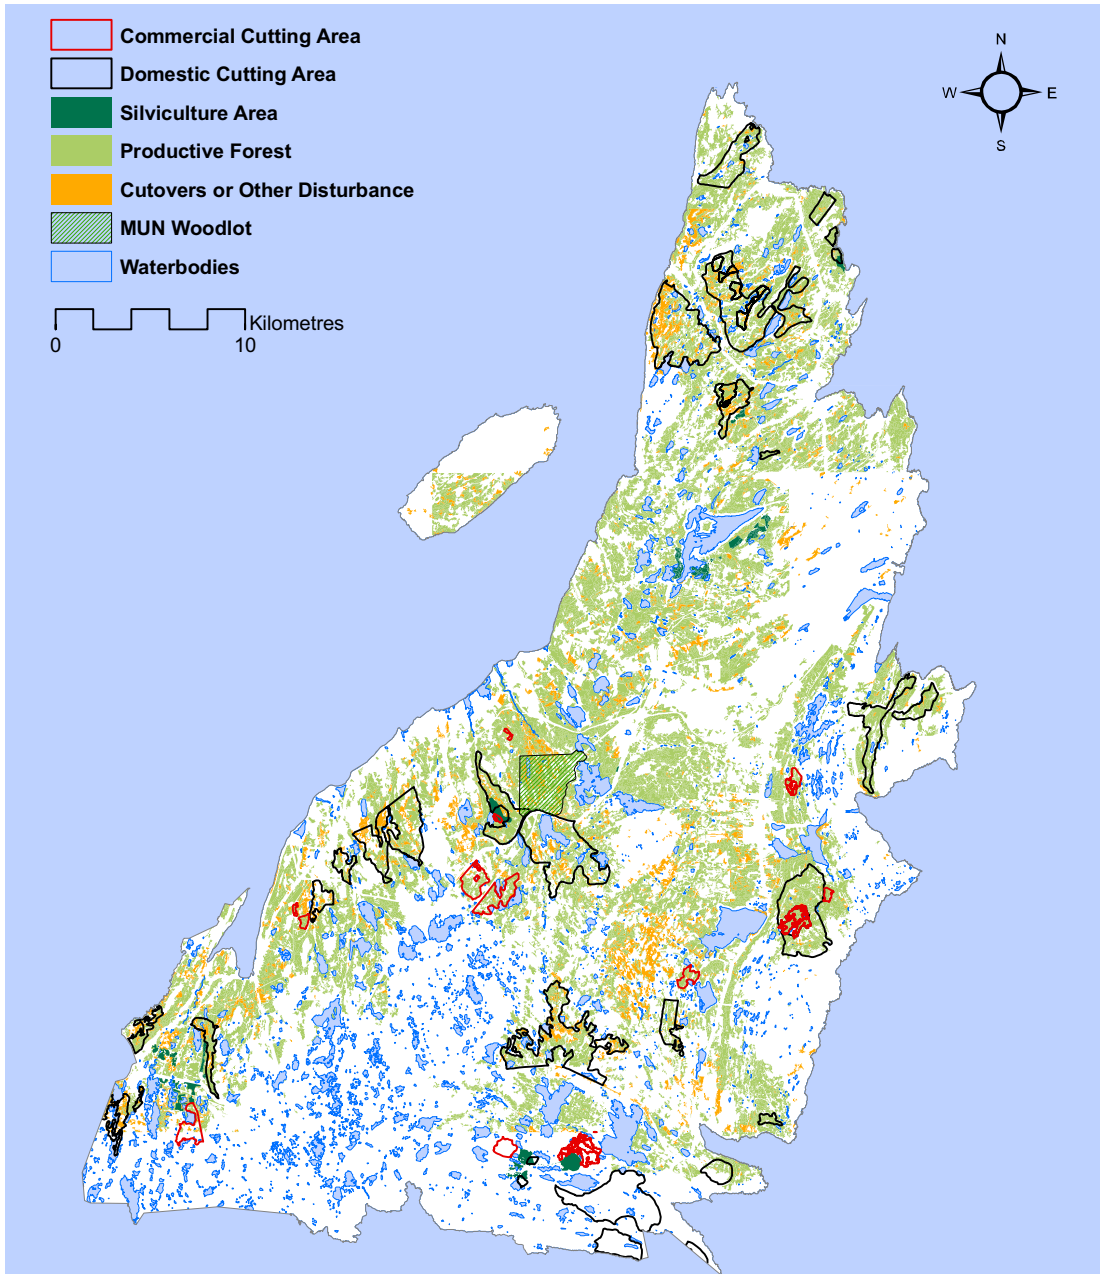 Commercial Cutting Area
Domestic Cutting Area
Silviculture Area
Productive Forest
Cutovers or Other Disturbance
MUN Woodlot
Waterbodies
Kilometres
0 10
N
W E
S